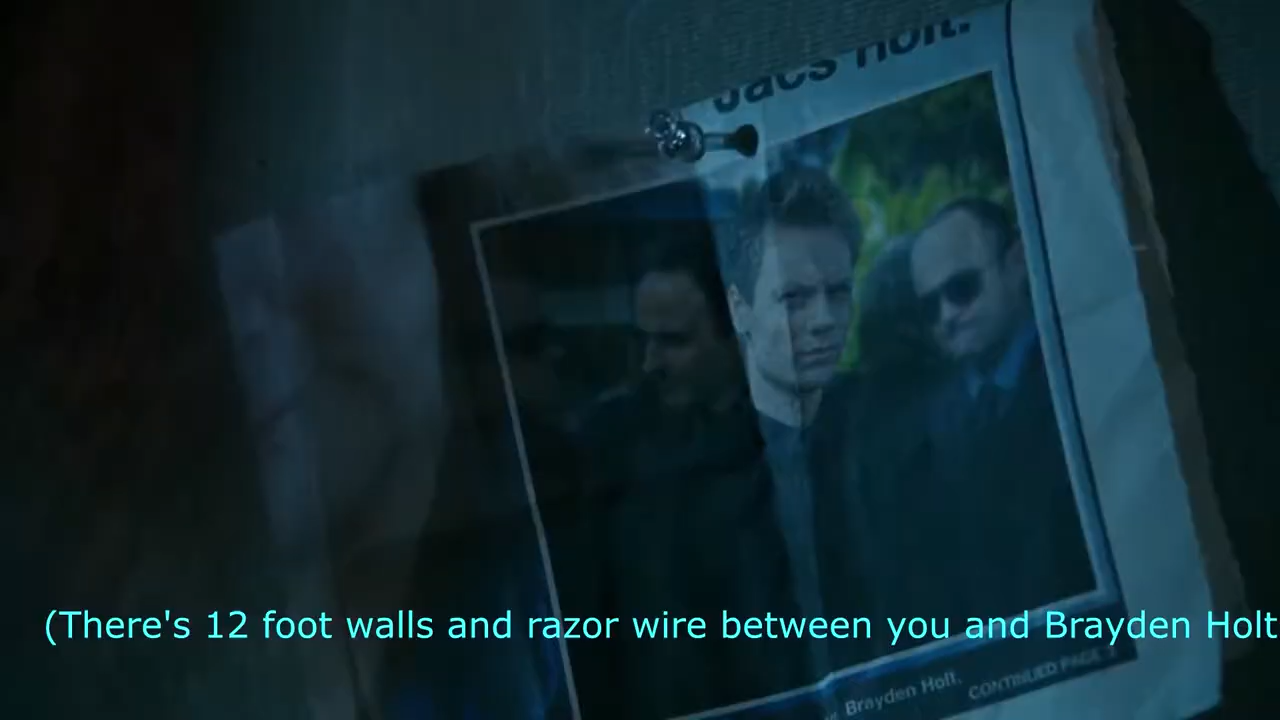 Jacs Holt.
(There's 12 foot walls and razor wire between you and Brayden Holt
Brayden Holt.
CONTINUED PAGE